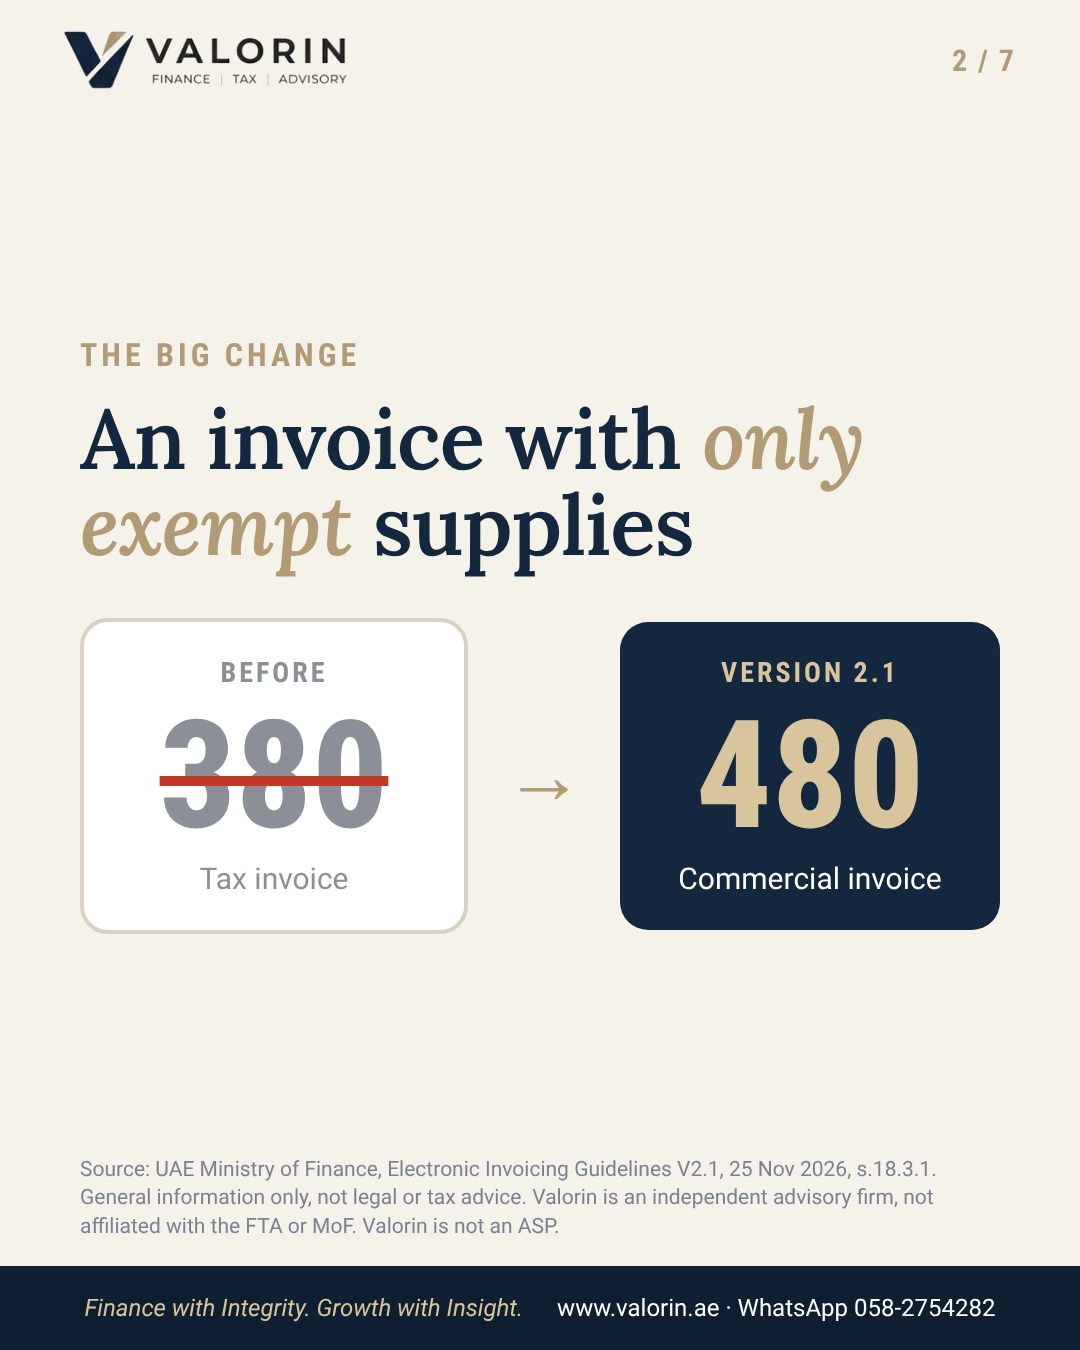 VALORIN
FINANCE | TAX | ADVISORY
2 / 7
THE BIG CHANGE
An invoice with only
exempt supplies
BEFORE
380
Tax invoice
→
VERSION 2.1
480
Commercial invoice
Source: UAE Ministry of Finance, Electronic Invoicing Guidelines V2.1, 25 Nov 2026, s.18.3.1.
General information only, not legal or tax advice. Valorin is an independent advisory firm, not
affiliated with the FTA or MoF. Valorin is not an ASP.
Finance with Integrity. Growth with Insight. www.valorin.ae · WhatsApp 058-2754282